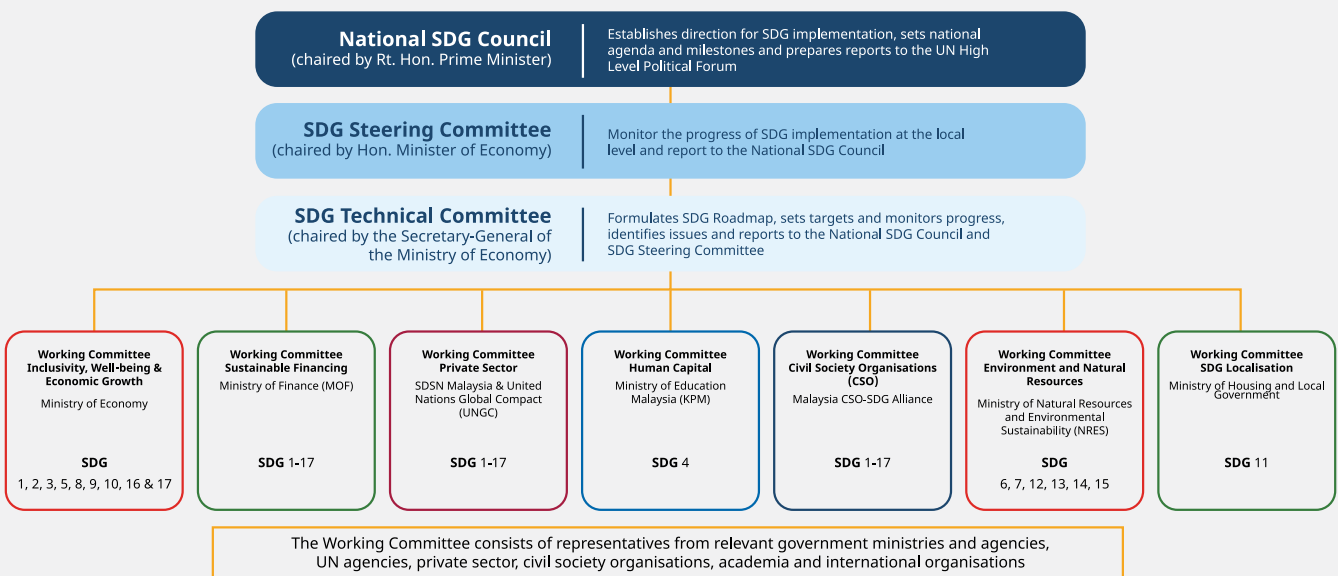 National SDG Council
(chaired by Rt. Hon. Prime Minister)
Establishes direction for SDG implementation, sets national
agenda and milestones and prepares reports to the UN High
Level Political Forum
SDG Steering Committee
(chaired by Hon. Minister of Economy)
Monitor the progress of SDG implementation at the local
level and report to the National SDG Council
SDG Technical Committee
(chaired by the Secretary-General of
the Ministry of Economy)
Formulates SDG Roadmap, sets targets and monitors progress,
identifies issues and reports to the National SDG Council and
SDG Steering Committee
Working Committee
Inclusivity, Well-being &
Economic Growth
Ministry of Economy
SDG
1, 2, 3, 5, 8, 9, 10, 16 & 17
Working Committee
Sustainable Financing
Ministry of Finance (MOF)
SDG 1-17
Working Committee
Private Sector
SDSN Malaysia & United
Nations Global Compact
(UNGC)
SDG 1-17
Working Committee
Human Capital
Ministry of Education
Malaysia (KPM)
SDG 4
Working Committee
Civil Society Organisations
(CSO)
Malaysia CSO-SDG Alliance
SDG 1-17
Working Committee
Environment and Natural
Resources
Ministry of Natural Resources
and Environmental
Sustainability (NRES)
SDG
6, 7, 12, 13, 14, 15
Working Committee
SDG Localisation
Ministry of Housing and Local
Government
SDG 11
The Working Committee consists of representatives from relevant government ministries and agencies,
UN agencies, private sector, civil society organisations, academia and international organisations